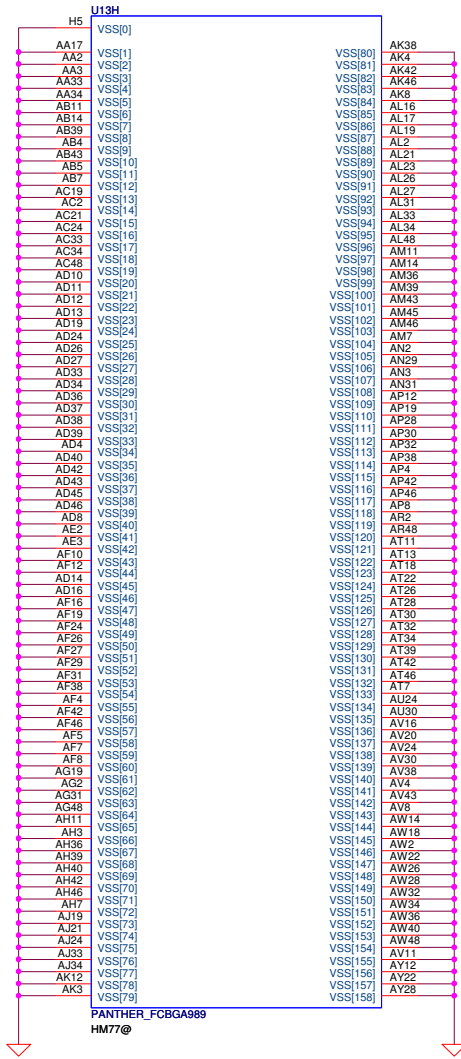 U13H
H5 VSS[0]
AA17 VSS[1] VSS[80] AK38
AA2 VSS[2] VSS[81] AK4
AA3 VSS[3] VSS[82] AK42
AA33 VSS[4] VSS[83] AK46
AA34 VSS[5] VSS[84] AK8
AB11 VSS[6] VSS[85] AL16
AB14 VSS[7] VSS[86] AL17
AB39 VSS[8] VSS[87] AL19
AB4 VSS[9] VSS[88] AL2
AB43 VSS[10] VSS[89] AL21
AB5 VSS[11] VSS[90] AL23
AB7 VSS[12] VSS[91] AL26
AC19 VSS[13] VSS[92] AL27
AC2 VSS[14] VSS[93] AL31
AC21 VSS[15] VSS[94] AL33
AC24 VSS[16] VSS[95] AL34
AC33 VSS[17] VSS[96] AL48
AC34 VSS[18] VSS[97] AM11
AC48 VSS[19] VSS[98] AM14
AD10 VSS[20] VSS[99] AM36
AD11 VSS[21] VSS[100] AM39
AD12 VSS[22] VSS[101] AM43
AD13 VSS[23] VSS[102] AM45
AD19 VSS[24] VSS[103] AM46
AD24 VSS[25] VSS[104] AM7
AD26 VSS[26] VSS[105] AN2
AD27 VSS[27] VSS[106] AN29
AD33 VSS[28] VSS[107] AN3
AD34 VSS[29] VSS[108] AN31
AD36 VSS[30] VSS[109] AP12
AD37 VSS[31] VSS[110] AP19
AD38 VSS[32] VSS[111] AP28
AD39 VSS[33] VSS[112] AP30
AD4 VSS[34] VSS[113] AP32
AD40 VSS[35] VSS[114] AP38
AD42 VSS[36] VSS[115] AP4
AD43 VSS[37] VSS[116] AP42
AD45 VSS[38] VSS[117] AP46
AD46 VSS[39] VSS[118] AP8
AD8 VSS[40] VSS[119] AR2
AE2 VSS[41] VSS[120] AR48
AE3 VSS[42] VSS[121] AT11
AF10 VSS[43] VSS[122] AT13
AF12 VSS[44] VSS[123] AT18
AD14 VSS[45] VSS[124] AT22
AD16 VSS[46] VSS[125] AT26
AF16 VSS[47] VSS[126] AT28
AF19 VSS[48] VSS[127] AT30
AF24 VSS[49] VSS[128] AT32
AF26 VSS[50] VSS[129] AT34
AF27 VSS[51] VSS[130] AT39
AF29 VSS[52] VSS[131] AT42
AF31 VSS[53] VSS[132] AT46
AF38 VSS[54] VSS[133] AT7
AF4 VSS[55] VSS[134] AU24
AF42 VSS[56] VSS[135] AU30
AF46 VSS[57] VSS[136] AV16
AF5 VSS[58] VSS[137] AV20
AF7 VSS[59] VSS[138] AV24
AF8 VSS[60] VSS[139] AV30
AG19 VSS[61] VSS[140] AV38
AG2 VSS[62] VSS[141] AV4
AG31 VSS[63] VSS[142] AV43
AG48 VSS[64] VSS[143] AV8
AH11 VSS[65] VSS[144] AW14
AH3 VSS[66] VSS[145] AW18
AH36 VSS[67] VSS[146] AW2
AH39 VSS[68] VSS[147] AW22
AH40 VSS[69] VSS[148] AW26
AH42 VSS[70] VSS[149] AW28
AH46 VSS[71] VSS[150] AW32
AH7 VSS[72] VSS[151] AW34
AJ19 VSS[73] VSS[152] AW36
AJ21 VSS[74] VSS[153] AW40
AJ24 VSS[75] VSS[154] AW48
AJ33 VSS[76] VSS[155] AV11
AJ34 VSS[77] VSS[156] AY12
AK12 VSS[78] VSS[157] AY22
AK3 VSS[79] VSS[158] AY28
PANTHER_FCBGA989
HM77@